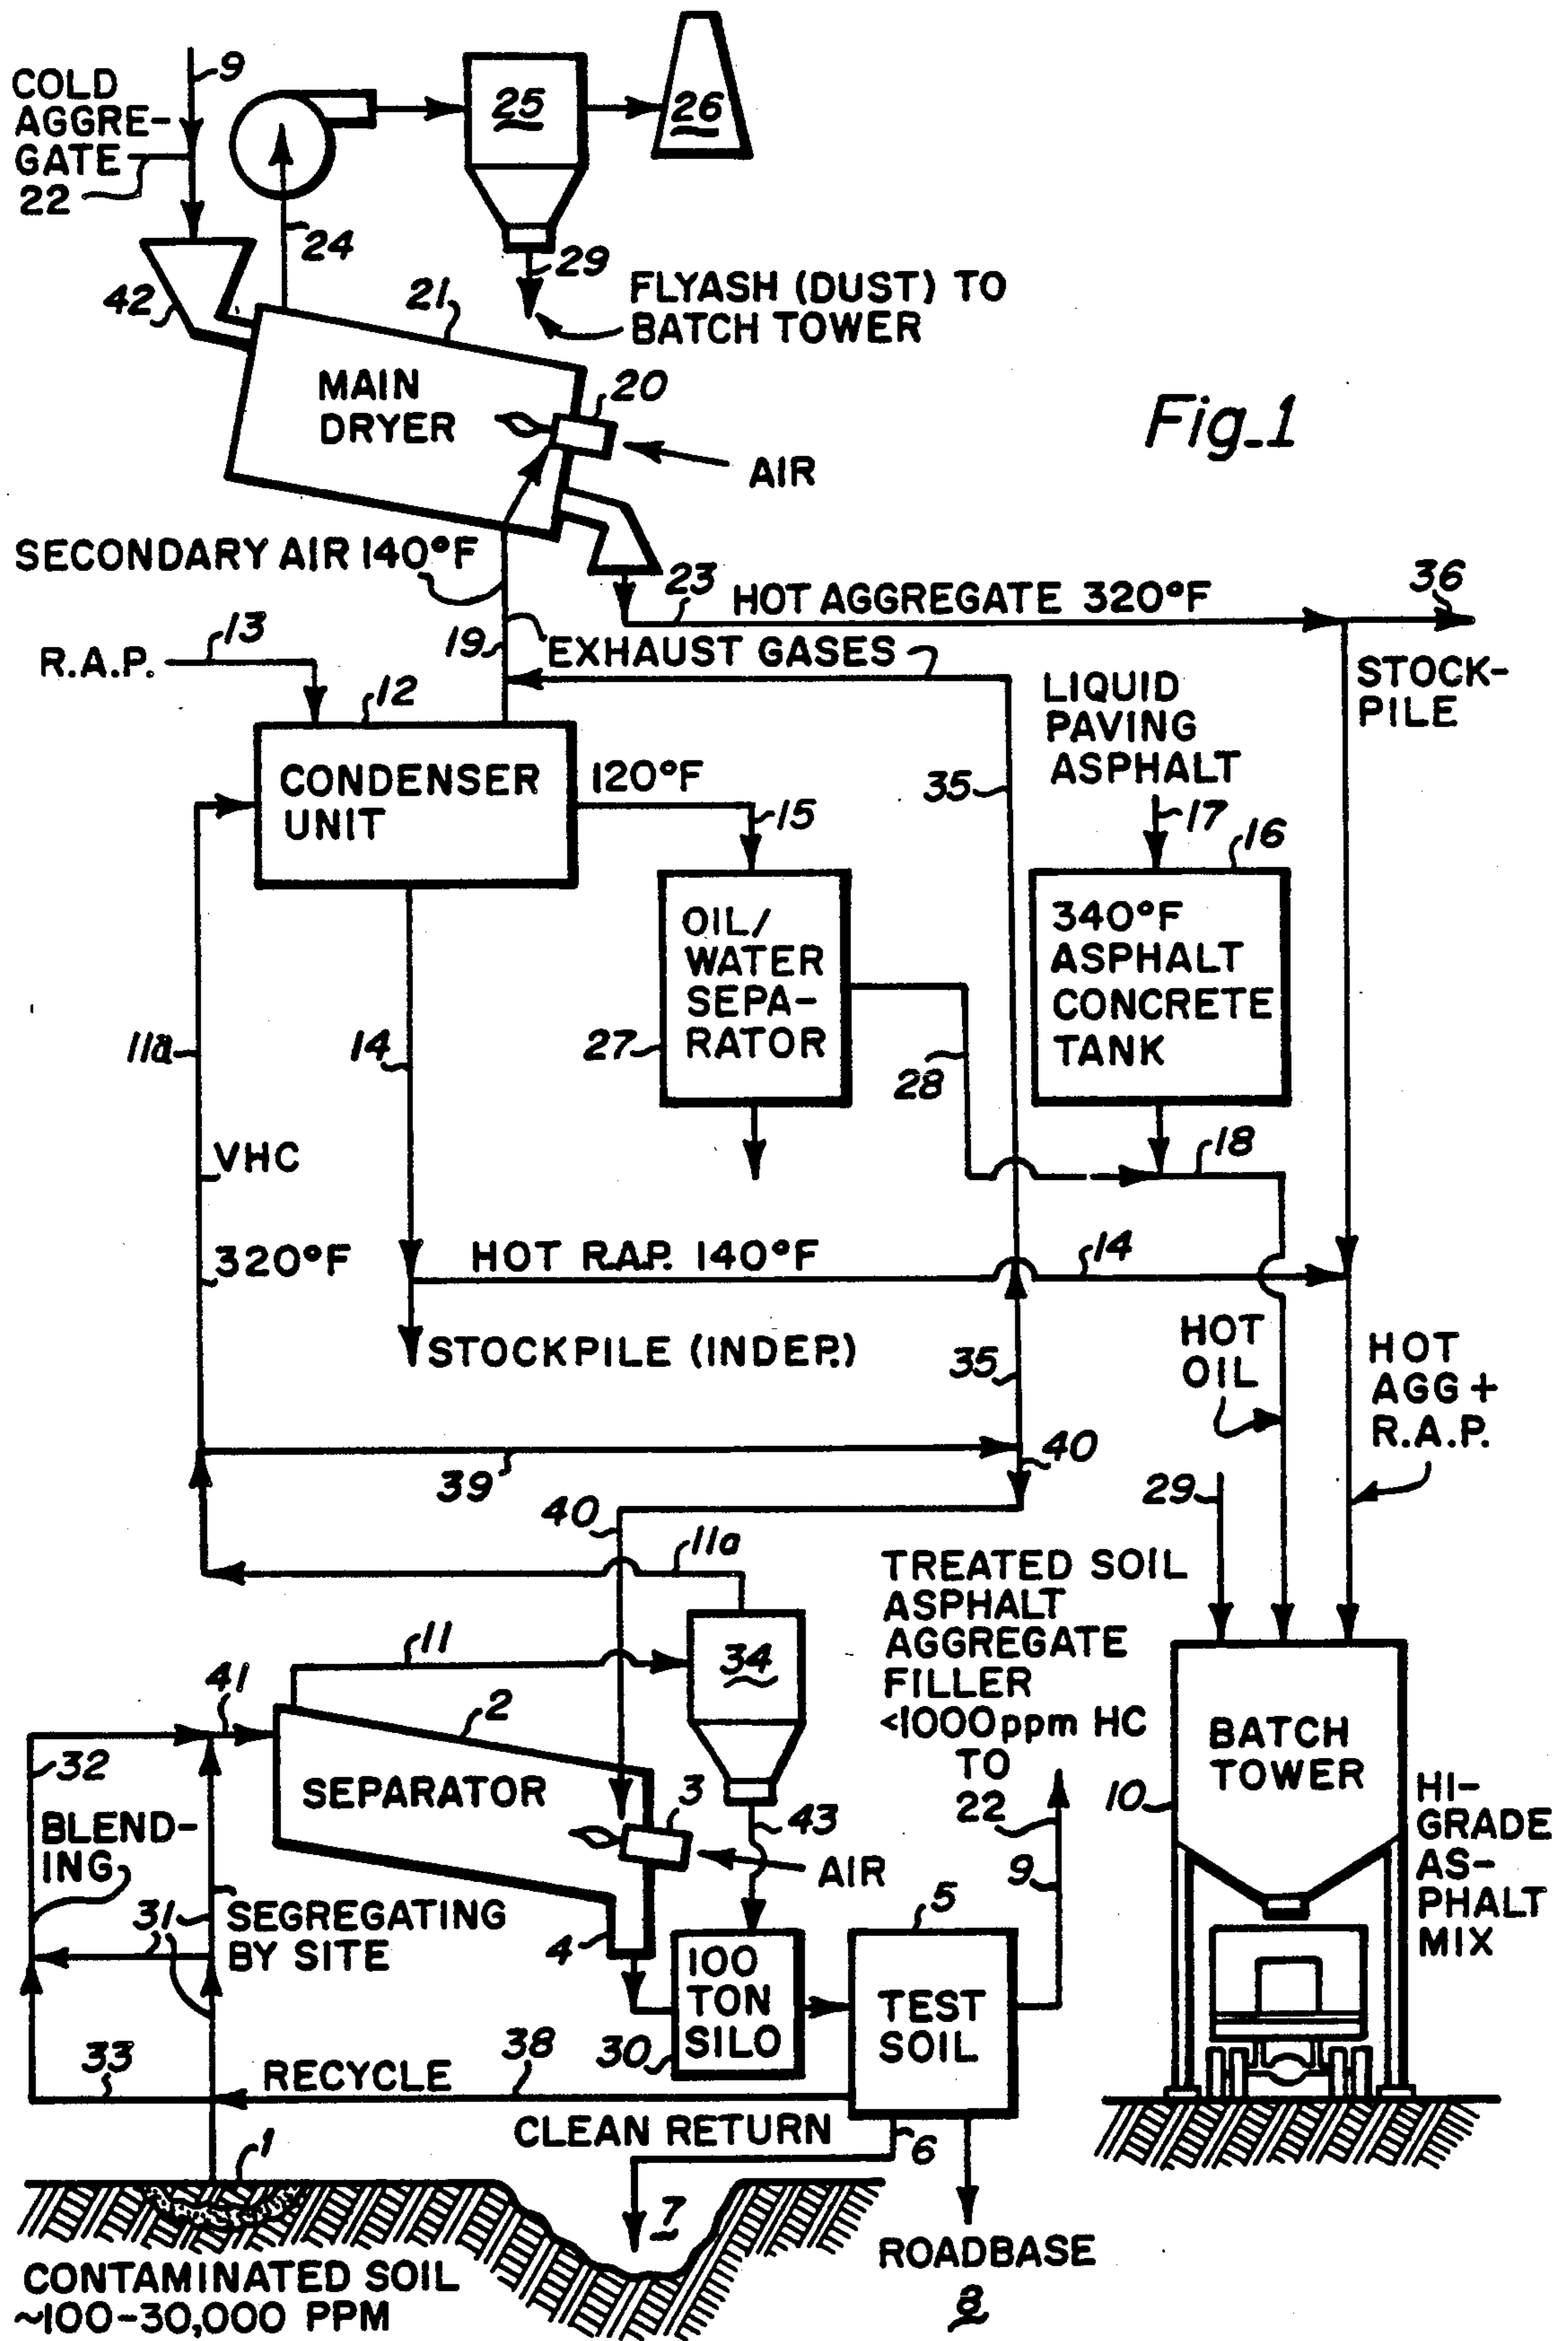 9
COLD
AGGRE-
GATE
22
25
26
24
29
FLYASH (DUST) TO
BATCH TOWER
42
21
MAIN
DRYER
20
AIR
Fig_1
SECONDARY AIR 140°F
23
HOT AGGREGATE 320°F
36
13
R.A.P.
19
EXHAUST GASES
STOCK-
PILE
12
LIQUID
PAVING
ASPHALT
CONDENSER
UNIT
120°F
15
35
17
16
OIL/
WATER
SEPA-
RATOR
340°F
ASPHALT
CONCRETE
TANK
11a
14
27
28
VHC
18
320°F
HOT R.A.P. 140°F
14
STOCKPILE (INDEP.)
35
HOT
OIL
HOT
AGG +
R.A.P.
39
40
29
40
11a
TREATED SOIL
ASPHALT
AGGREGATE
FILLER
<1000ppm HC
TO
22
11
34
41
2
32
SEPARATOR
3
BATCH
TOWER
10
HI-
GRADE
AS-
PHALT
MIX
BLEND-
ING
43
AIR
9
31
SEGREGATING
BY SITE
4
5
100
TON
SILO
TEST
SOIL
33
RECYCLE
38
30
CLEAN RETURN
6
1
7
ROADBASE
8
CONTAMINATED SOIL
~100-30,000 PPM